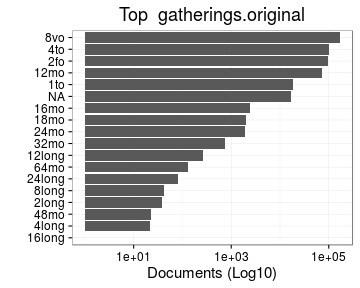 Top gatherings.original
8vo
4to
2fo
12mo
1to
NA
16mo
18mo
24mo
32mo
12long
64mo
24long
8long
2long
48mo
4long
16long
1e+01 1e+03 1e+05
Documents (Log10)